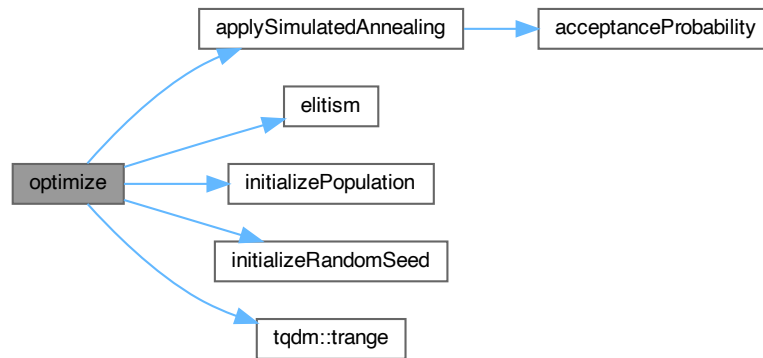 applySimulatedAnnealing
acceptanceProbability
elitism
optimize
initializePopulation
initializeRandomSeed
tqdm::trange